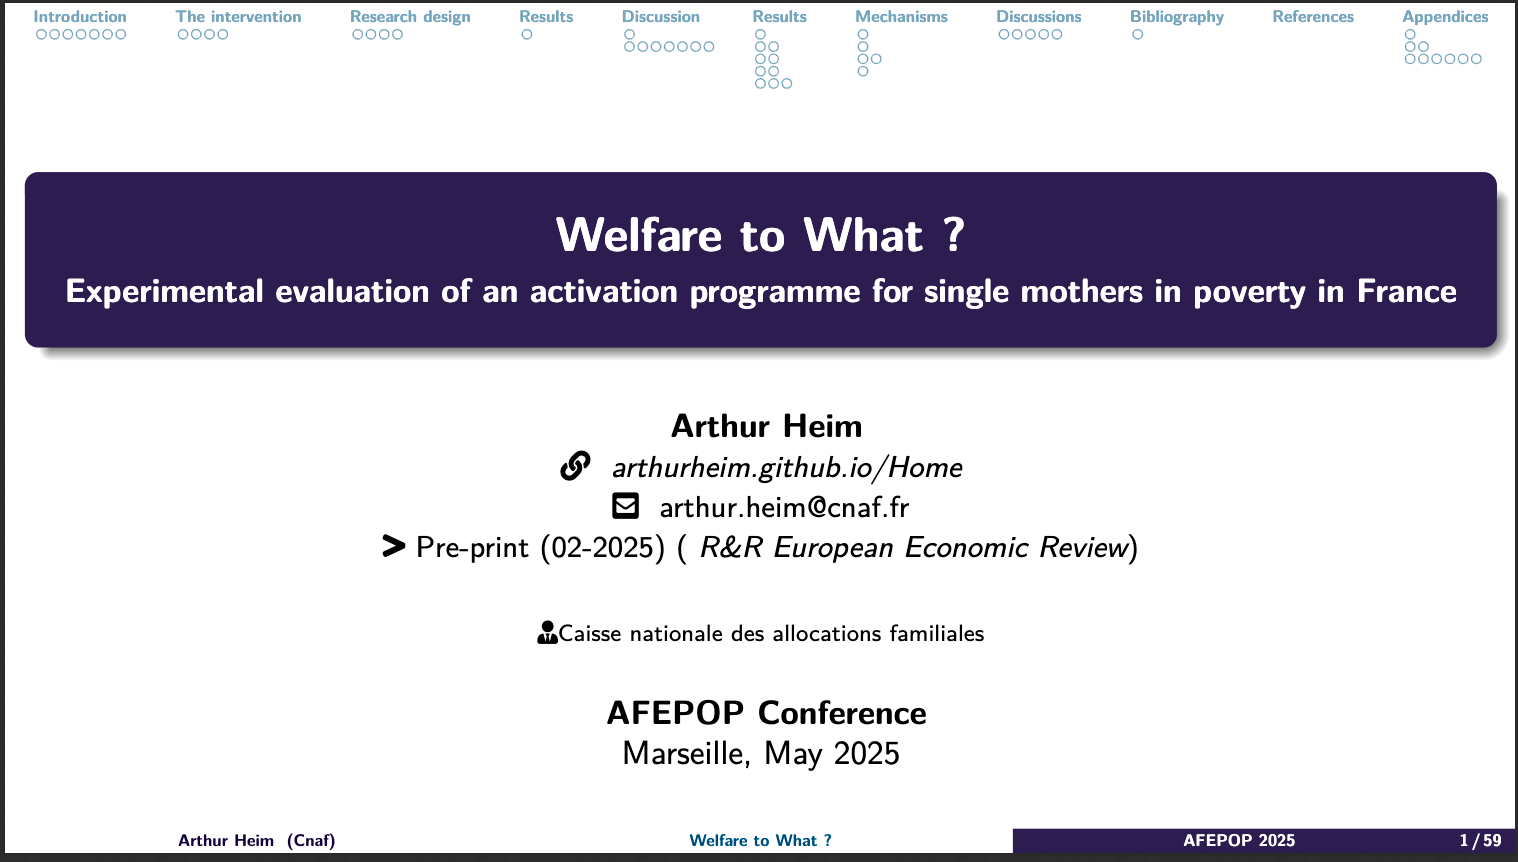 Introduction The intervention Research design Results Discussion Results Mechanisms Discussions Bibliography References Appendices
Welfare to What ?
Experimental evaluation of an activation programme for single mothers in poverty in France
Arthur Heim
arthurheim.github.io/Home
arthur.heim@cnaf.fr
Pre-print (02-2025) ( R&R European Economic Review)
Caisse nationale des allocations familiales
AFEPOP Conference
Marseille, May 2025
Arthur Heim (Cnaf) Welfare to What ? AFEPOP 2025 1 / 59